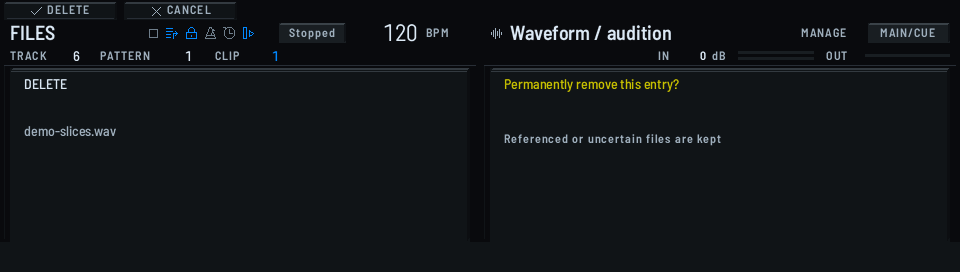 DELETE CANCEL
FILES Stopped 120 BPM Waveform / audition MANAGE MAIN/CUE
TRACK 6 PATTERN 1 CLIP 1 IN 0 dB OUT
DELETE Permanently remove this entry?
demo-slices.wav
Referenced or uncertain files are kept